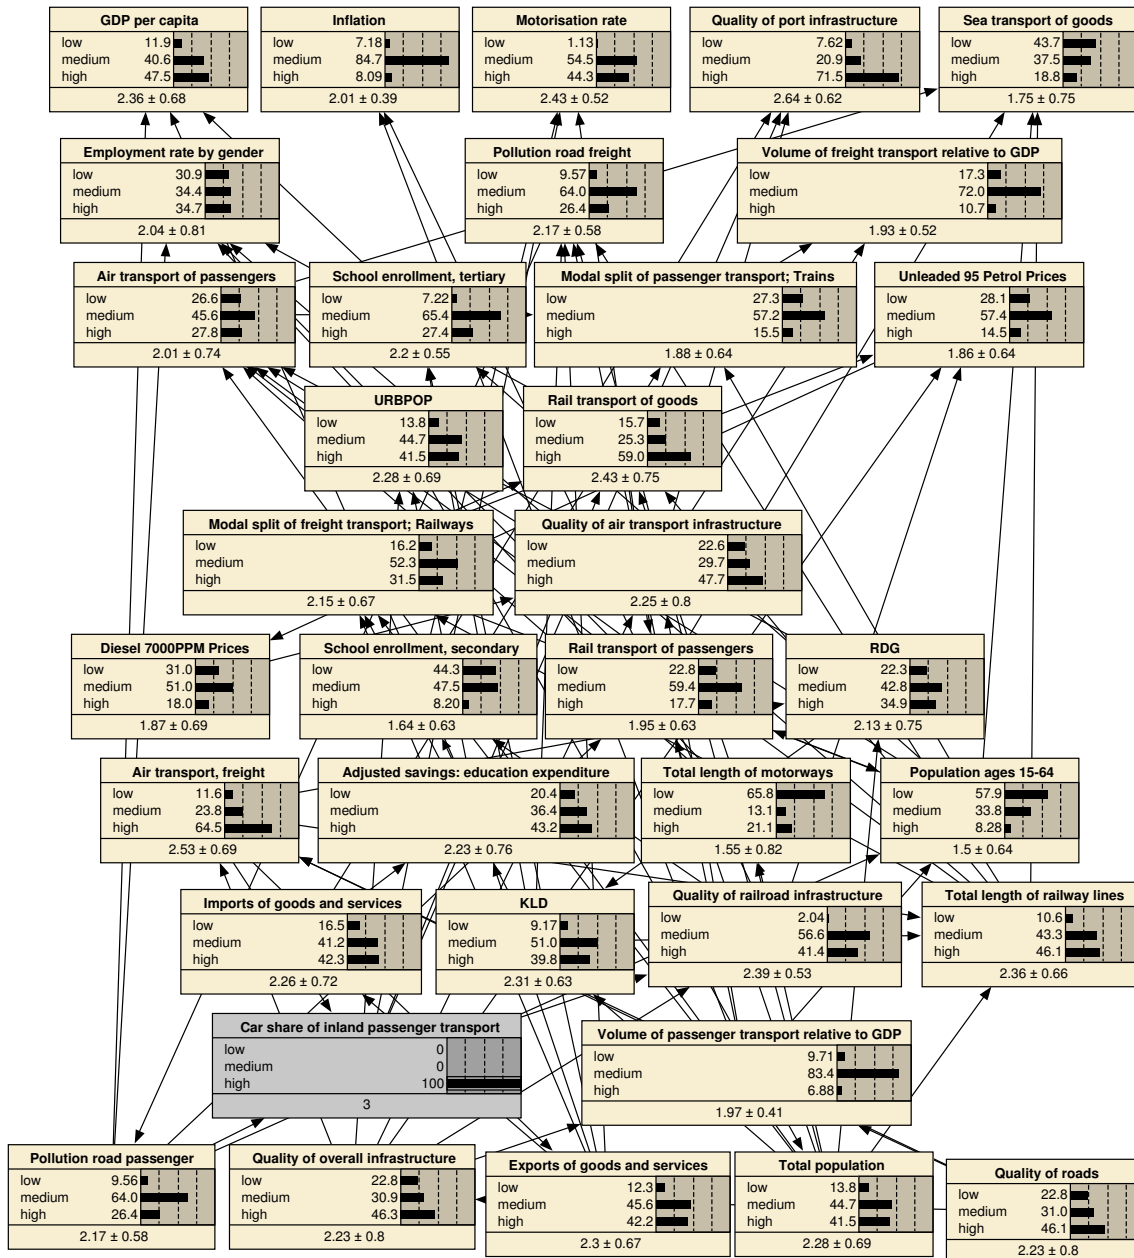 GDP per capita
low 11.9
medium 40.6
high 47.5
2.36 ± 0.68
Inflation
low 7.18
medium 84.7
high 8.09
2.01 ± 0.39
Motorisation rate
low 1.13
medium 54.5
high 44.3
2.43 ± 0.52
Quality of port infrastructure
low 7.62
medium 20.9
high 71.5
2.64 ± 0.62
Sea transport of goods
low 43.7
medium 37.5
high 18.8
1.75 ± 0.75
Employment rate by gender
low 30.9
medium 34.4
high 34.7
2.04 ± 0.81
Pollution road freight
low 9.57
medium 64.0
high 26.4
2.17 ± 0.58
Volume of freight transport relative to GDP
low 17.3
medium 72.0
high 10.7
1.93 ± 0.52
Air transport of passengers
low 26.6
medium 45.6
high 27.8
2.01 ± 0.74
School enrollment, tertiary
low 7.22
medium 65.4
high 27.4
2.2 ± 0.55
Modal split of passenger transport; Trains
low 27.3
medium 57.2
high 15.5
1.88 ± 0.64
Unleaded 95 Petrol Prices
low 28.1
medium 57.4
high 14.5
1.86 ± 0.64
URBPOP
low 13.8
medium 44.7
high 41.5
2.28 ± 0.69
Rail transport of goods
low 15.7
medium 25.3
high 59.0
2.43 ± 0.75
Modal split of freight transport; Railways
low 16.2
medium 52.3
high 31.5
2.15 ± 0.67
Quality of air transport infrastructure
low 22.6
medium 29.7
high 47.7
2.25 ± 0.8
Diesel 7000PPM Prices
low 31.0
medium 51.0
high 18.0
1.87 ± 0.69
School enrollment, secondary
low 44.3
medium 47.5
high 8.20
1.64 ± 0.63
Rail transport of passengers
low 22.8
medium 59.4
high 17.7
1.95 ± 0.63
RDG
low 22.3
medium 42.8
high 34.9
2.13 ± 0.75
Air transport, freight
low 11.6
medium 23.8
high 64.5
2.53 ± 0.69
Adjusted savings: education expenditure
low 20.4
medium 36.4
high 43.2
2.23 ± 0.76
Total length of motorways
low 65.8
medium 13.1
high 21.1
1.55 ± 0.82
Population ages 15-64
low 57.9
medium 33.8
high 8.28
1.5 ± 0.64
Imports of goods and services
low 16.5
medium 41.2
high 42.3
2.26 ± 0.72
KLD
low 9.17
medium 51.0
high 39.8
2.31 ± 0.63
Quality of railroad infrastructure
low 2.04
medium 56.6
high 41.4
2.39 ± 0.53
Total length of railway lines
low 10.6
medium 43.3
high 46.1
2.36 ± 0.66
Car share of inland passenger transport
low 0
medium 0
high 100
3
Volume of passenger transport relative to GDP
low 9.71
medium 83.4
high 6.88
1.97 ± 0.41
Pollution road passenger
low 9.56
medium 64.0
high 26.4
2.17 ± 0.58
Quality of overall infrastructure
low 22.8
medium 30.9
high 46.3
2.23 ± 0.8
Exports of goods and services
low 12.3
medium 45.6
high 42.2
2.3 ± 0.67
Total population
low 13.8
medium 44.7
high 41.5
2.28 ± 0.69
Quality of roads
low 22.8
medium 31.0
high 46.1
2.23 ± 0.8